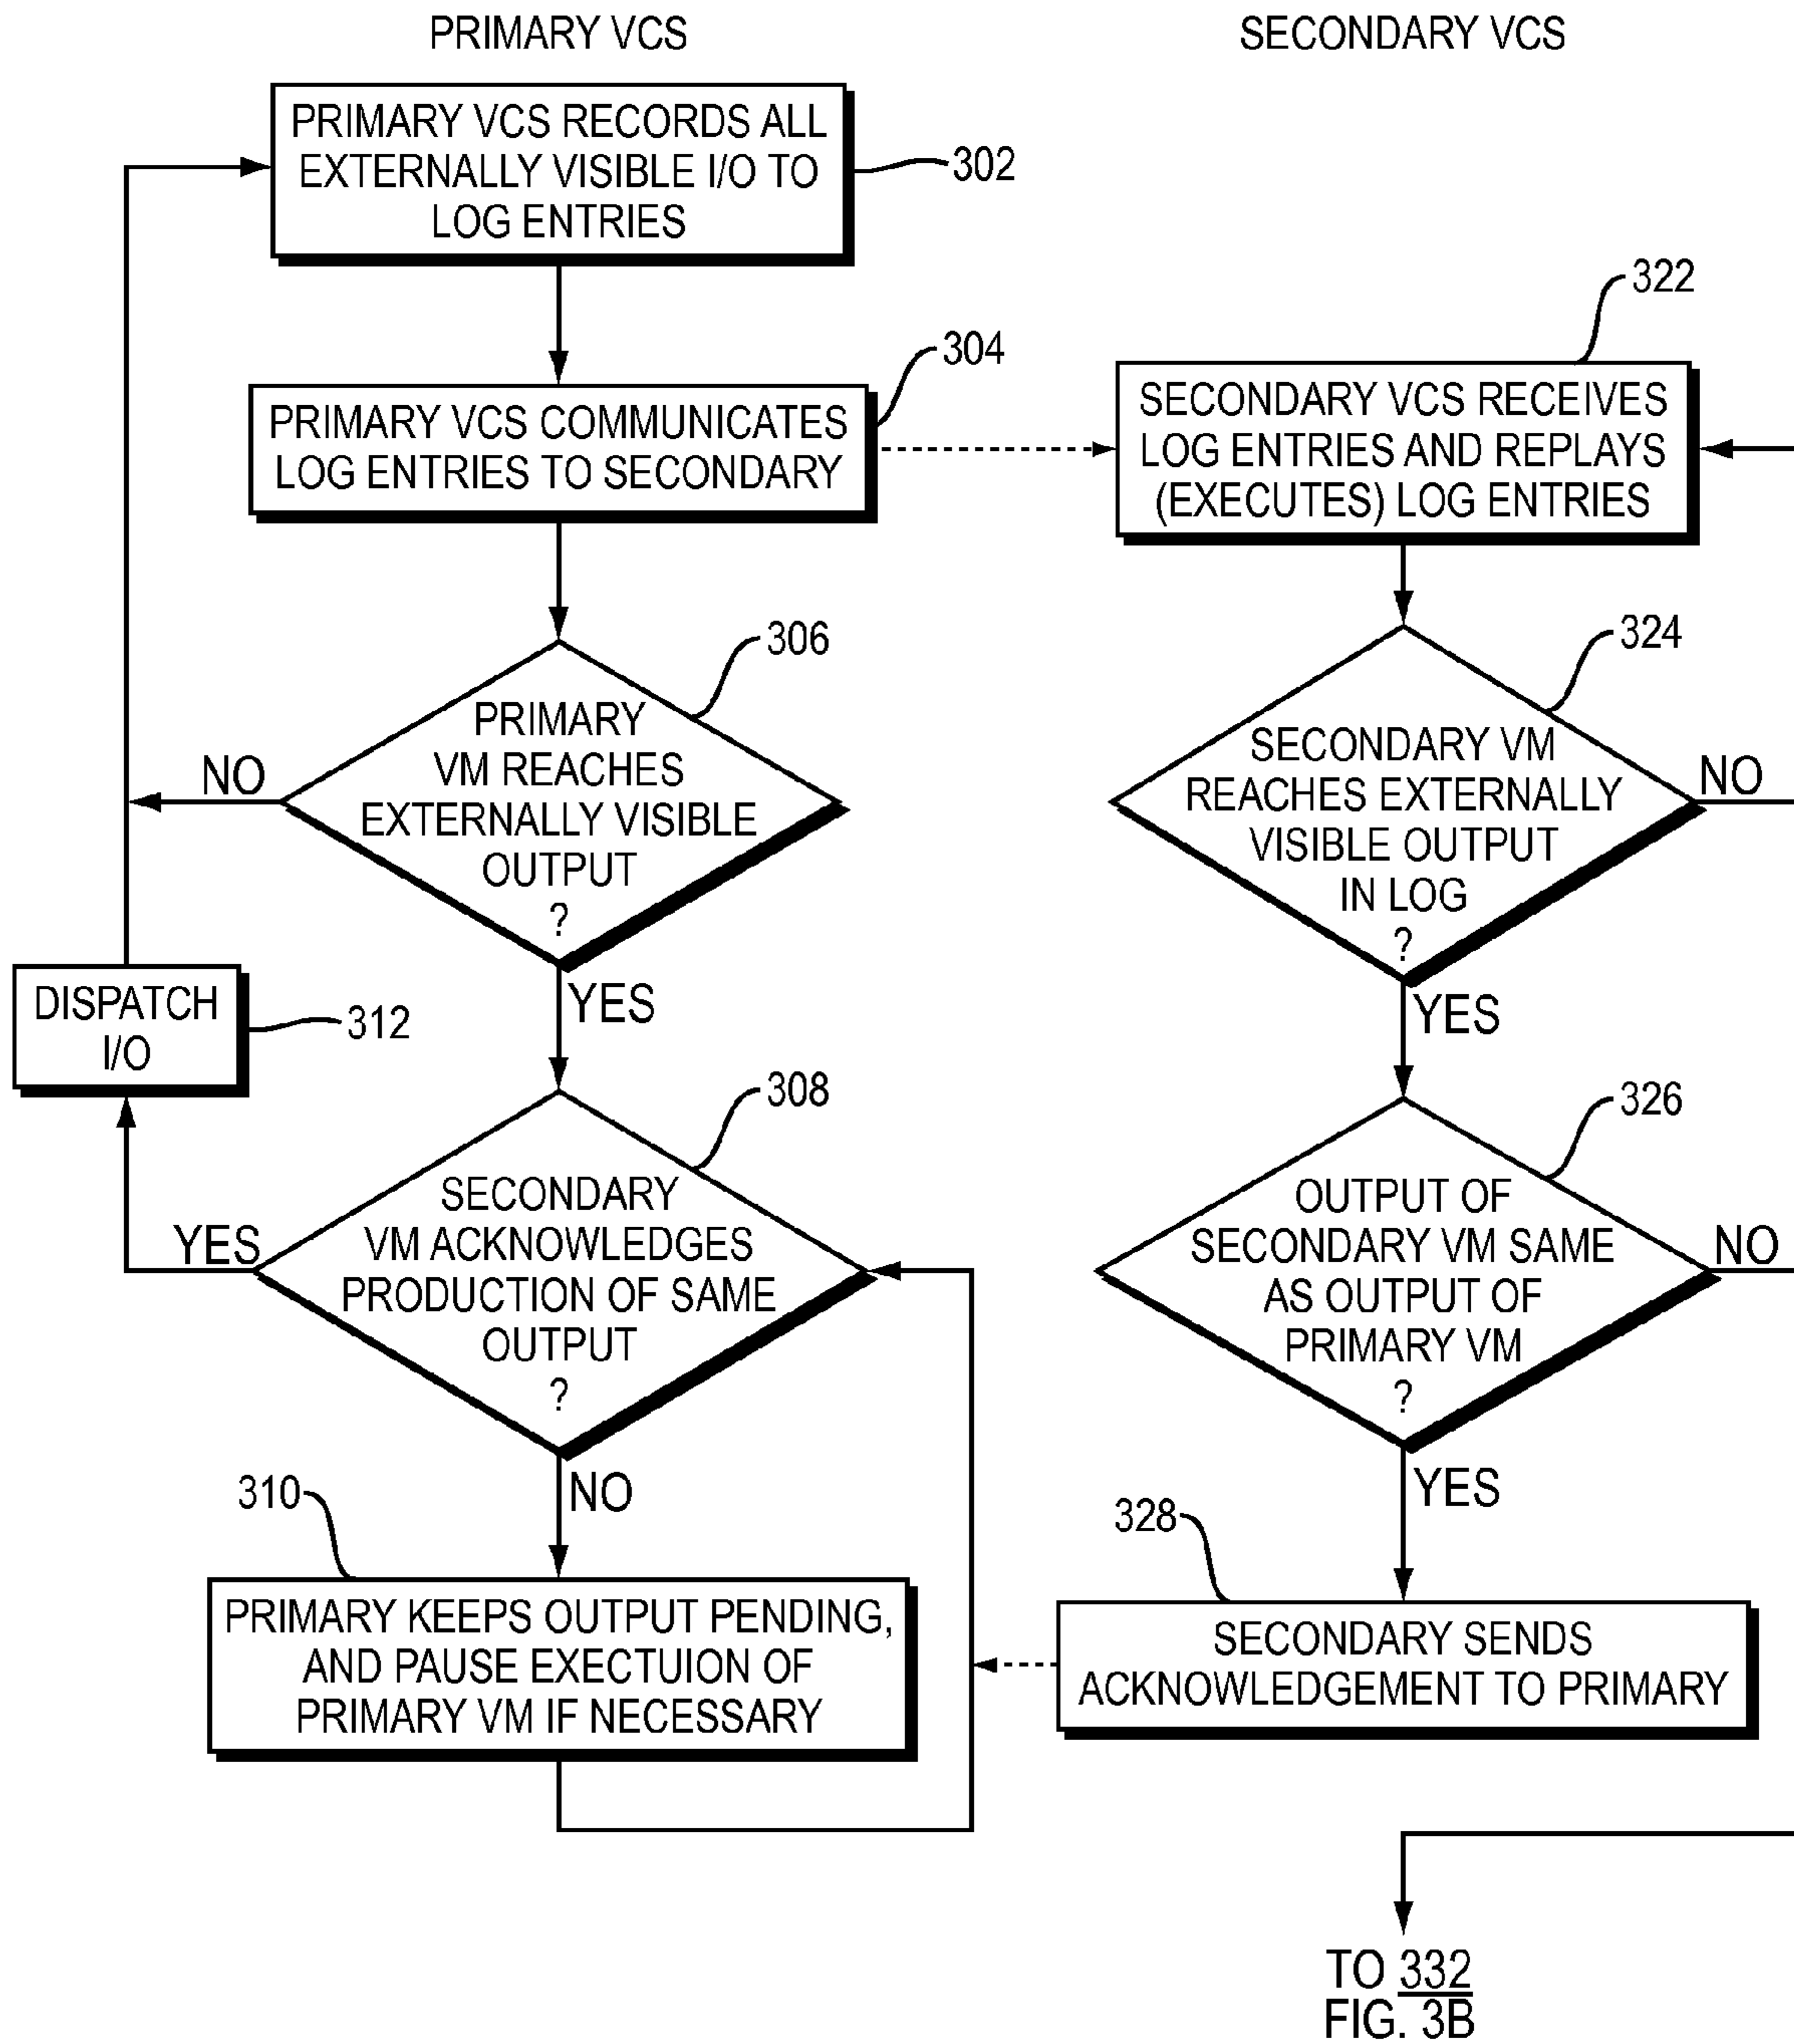 PRIMARY VCS
PRIMARY VCS RECORDS ALL
EXTERNALLY VISIBLE I/O TO
LOG ENTRIES
302
PRIMARY VCS COMMUNICATES
LOG ENTRIES TO SECONDARY
304
PRIMARY
VM REACHES
EXTERNALLY VISIBLE
OUTPUT
?
306
NO
YES
DISPATCH
I/O
312
SECONDARY
VM ACKNOWLEDGES
PRODUCTION OF SAME
OUTPUT
?
308
YES
NO
310
PRIMARY KEEPS OUTPUT PENDING,
AND PAUSE EXECTUION OF
PRIMARY VM IF NECESSARY
SECONDARY VCS
322
SECONDARY VCS RECEIVES
LOG ENTRIES AND REPLAYS
(EXECUTES) LOG ENTRIES
324
SECONDARY VM
REACHES EXTERNALLY
VISIBLE OUTPUT
IN LOG
?
NO
YES
326
OUTPUT OF
SECONDARY VM SAME
AS OUTPUT OF
PRIMARY VM
?
NO
YES
328
SECONDARY SENDS
ACKNOWLEDGEMENT TO PRIMARY
TO 332
FIG. 3B